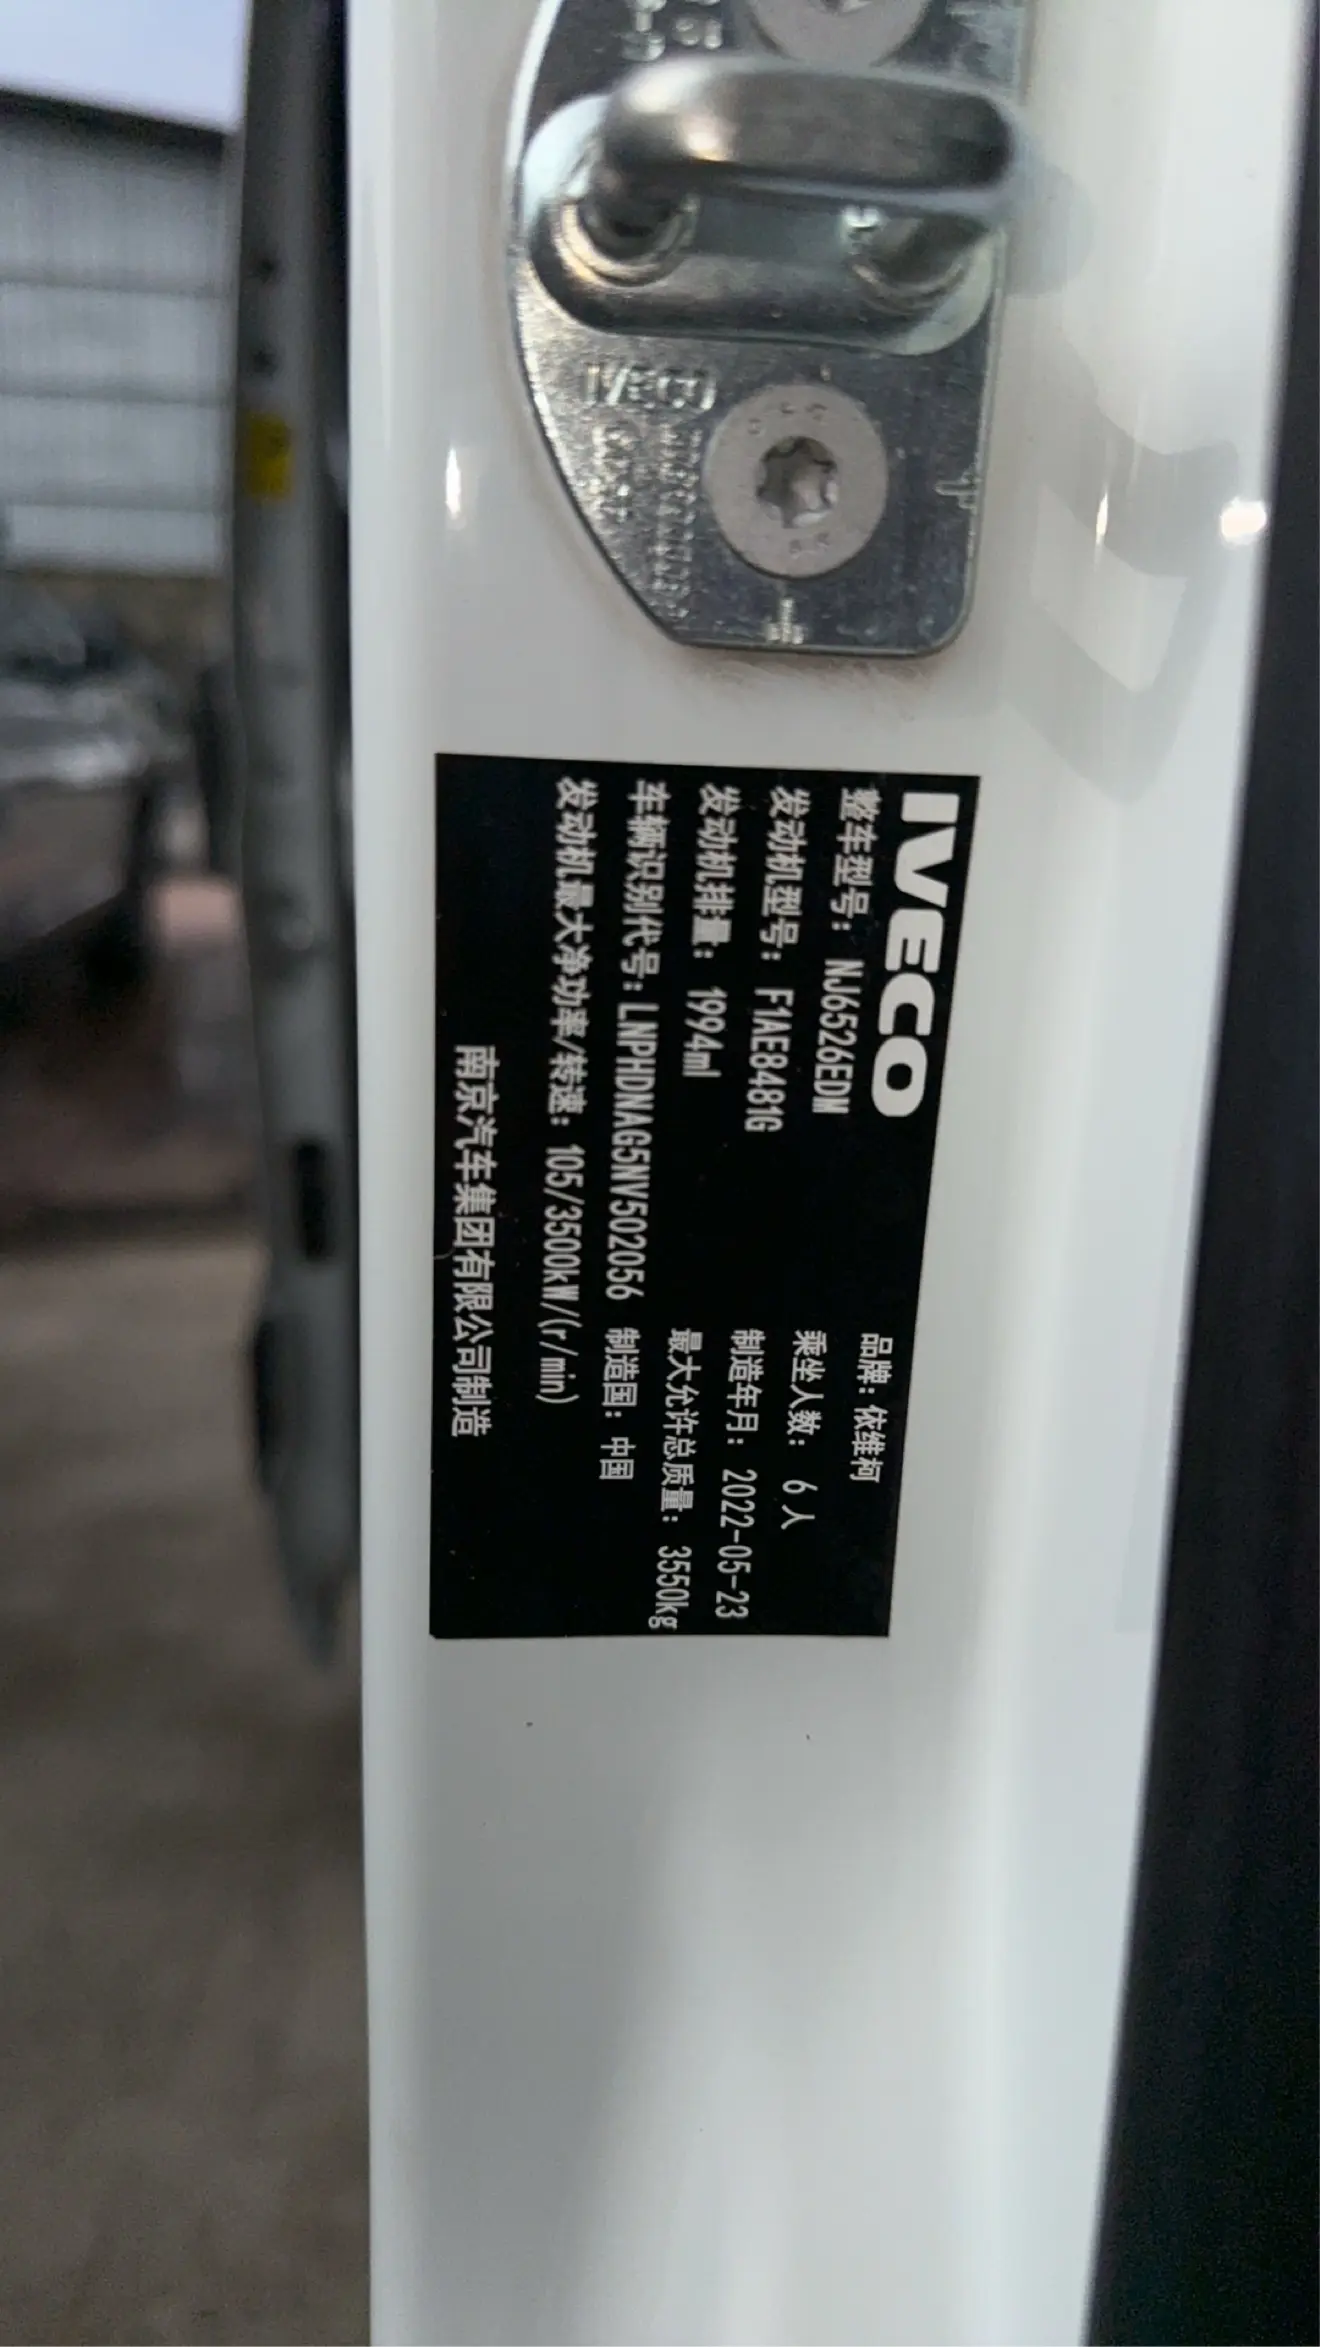 IVECO
IVECO
整车型号: NJ6526EDM
品牌: 依维柯
发动机型号: F1AE8481G
乘坐人数: 6 人
发动机排量: 1994ml
制造年月: 2022-05-23
最大允许总质量: 3550kg
车辆识别代号: LNPHDNAG5NV502056
制造国: 中国
发动机最大净功率/转速: 105/3500kW/(r/min)
南京汽车集团有限公司制造